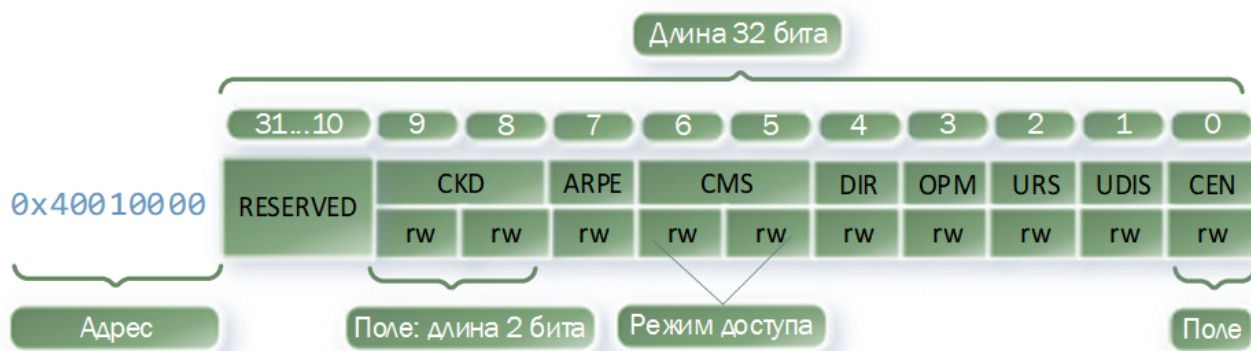 Длина 32 бита
31...10 9 8 7 6 5 4 3 2 1 0
0x40010000 RESERVED CKD ARPE CMS DIR OPM URS UDIS CEN
rw rw rw rw rw rw rw rw rw rw
Адрес Поле: длина 2 бита Режим доступа Поле